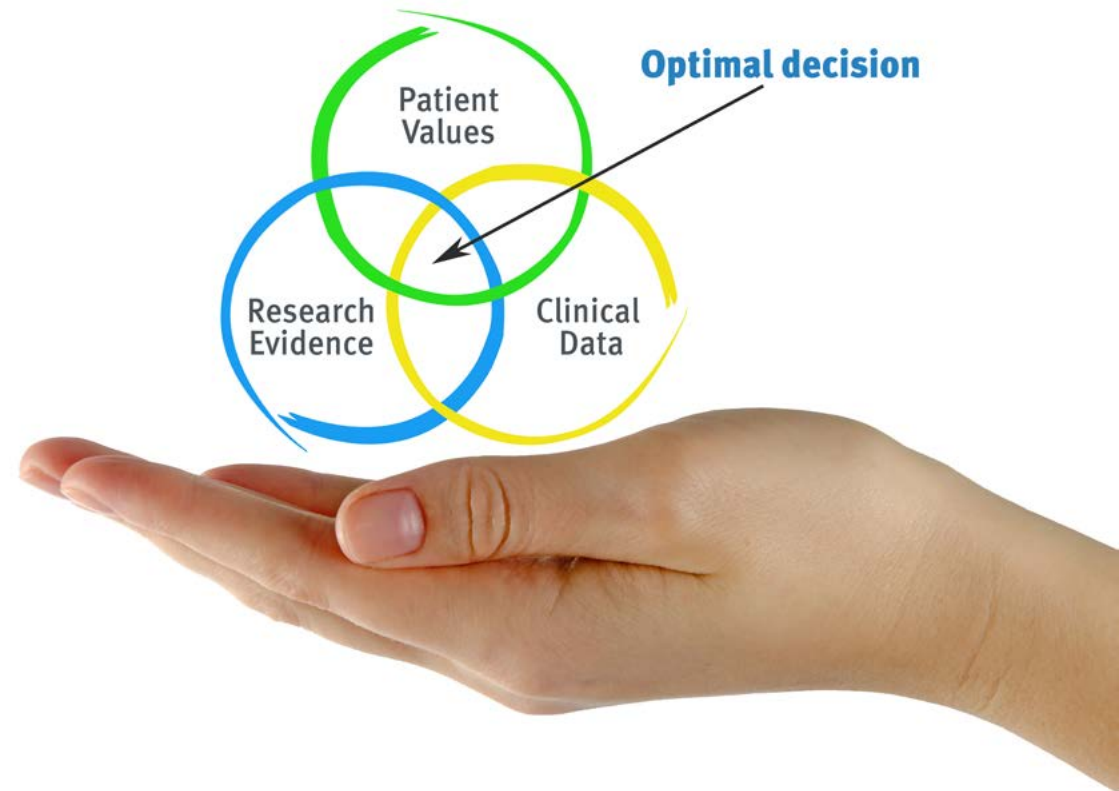 Optimal decision
Patient
Values
Research
Evidence
Clinical
Data